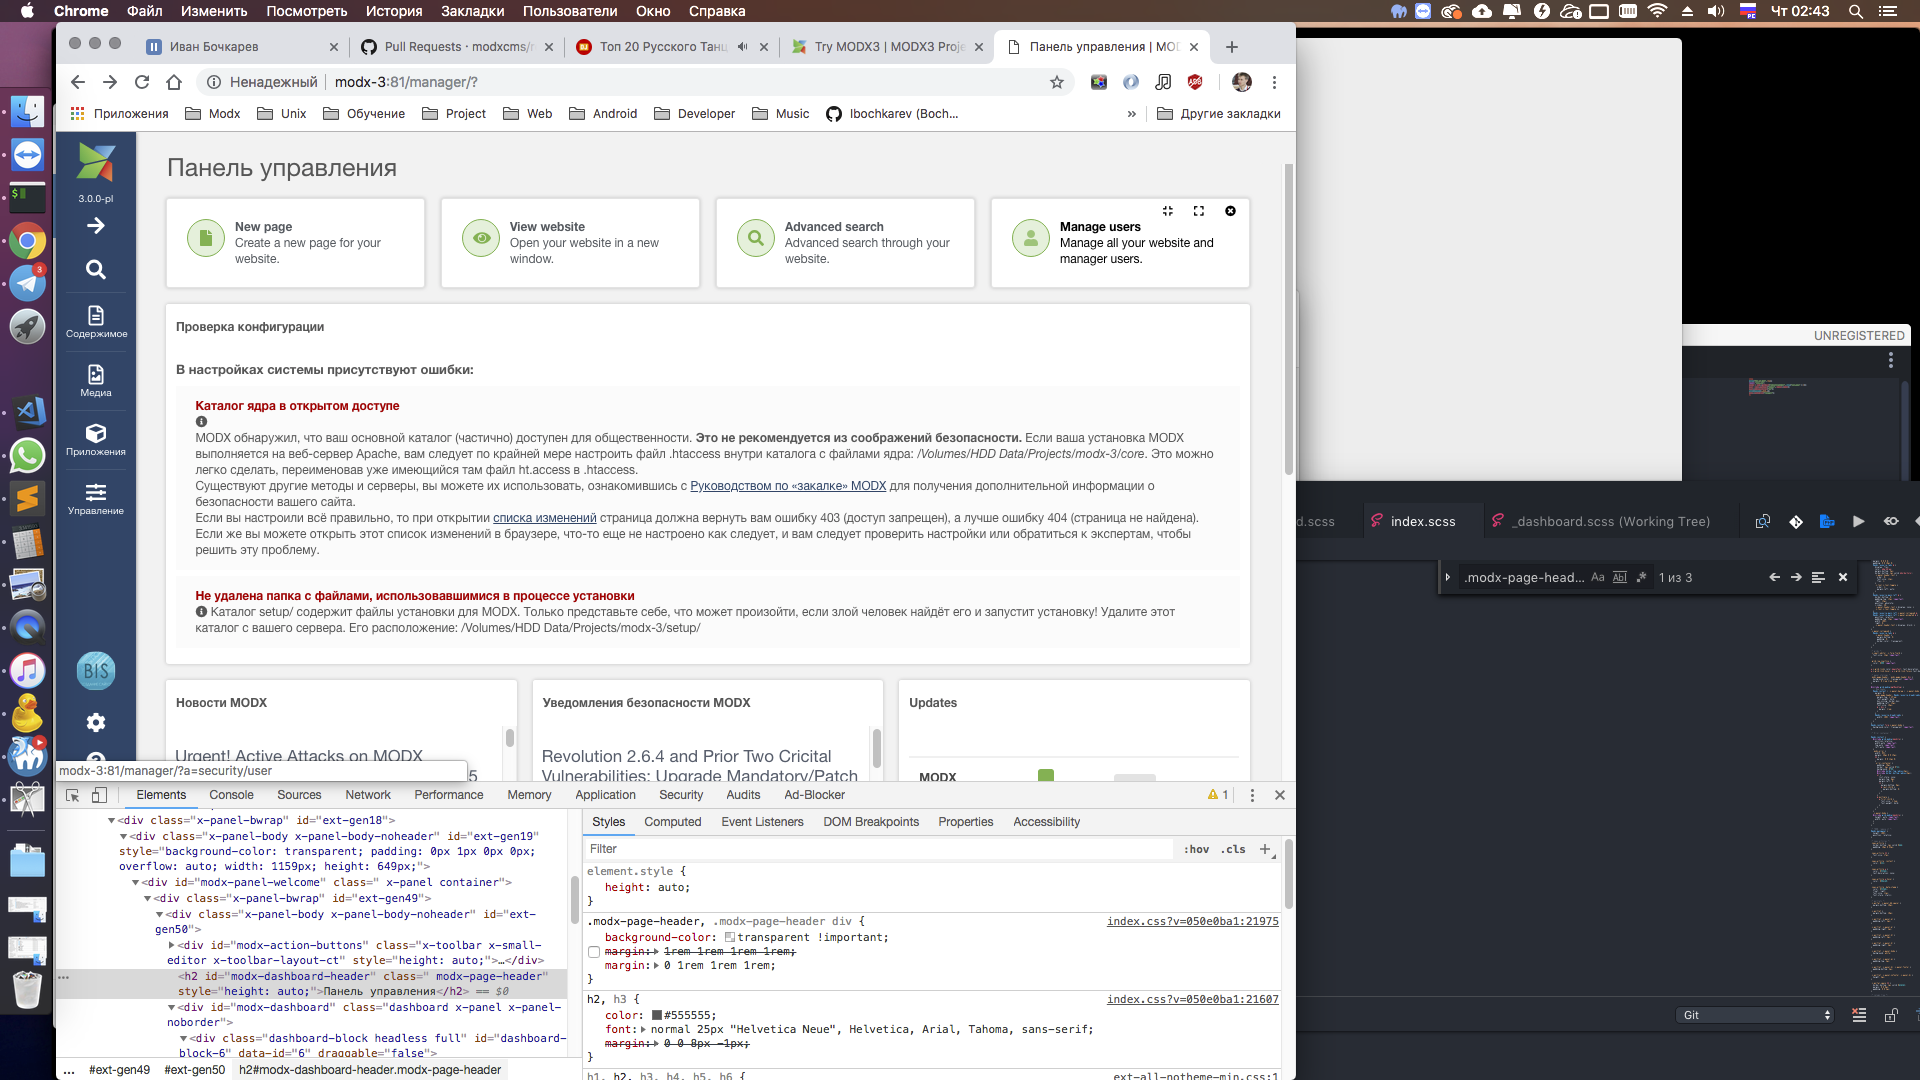 Chrome Файл Изменить Посмотреть История Закладки Пользователи Окно Справка
Чт 02:43
Иван Бочкарев
Pull Requests · modxcms/r
Топ 20 Русского Танц
Try MODX3 | MODX3 Proje
Панель управления | MOD
Ненадежный modx-3:81/manager/?
Приложения Modx Unix Обучение Project Web Android Developer Music Ibochkarev (Boch... » Другие закладки
3.0.0-pl
Содержимое
Медиа
Приложения
Управление
BIS
Панель управления
New page
Create a new page for your
website.
View website
Open your website in a new
window.
Advanced search
Advanced search through your
website.
Manage users
Manage all your website and
manager users.
Проверка конфигурации
В настройках системы присутствуют ошибки:
Каталог ядра в открытом доступе
MODX обнаружил, что ваш основной каталог (частично) доступен для общественности. Это не рекомендуется из соображений безопасности. Если ваша установка MODX
выполняется на веб-сервер Apache, вам следует по крайней мере настроить файл .htaccess внутри каталога с файлами ядра: /Volumes/HDD Data/Projects/modx-3/core. Это можно
легко сделать, переименовав уже имеющийся там файл ht.access в .htaccess.
Существуют другие методы и серверы, вы можете их использовать, ознакомившись с Руководством по «закалке» MODX для получения дополнительной информации о
безопасности вашего сайта.
Если вы настроили всё правильно, то при открытии списка изменений страница должна вернуть вам ошибку 403 (доступ запрещен), а лучше ошибку 404 (страница не найдена).
Если же вы можете открыть этот список изменений в браузере, что-то еще не настроено как следует, и вам следует проверить настройки или обратиться к экспертам, чтобы
решить эту проблему.
Не удалена папка с файлами, использовавшимися в процессе установки
Каталог setup/ содержит файлы установки для MODX. Только представьте себе, что может произойти, если злой человек найдёт его и запустит установку! Удалите этот
каталог с вашего сервера. Его расположение: /Volumes/HDD Data/Projects/modx-3/setup/
Новости MODX
Urgent! Active Attacks on MODX
5
Уведомления безопасности MODX
Revolution 2.6.4 and Prior Two Cricital
Vulnerabilities: Upgrade Mandatory/Patch
Updates
MODX
modx-3:81/manager/?a=security/user
Elements Console Sources Network Performance Memory Application Security Audits Ad-Blocker 1
<div class="x-panel-bwrap" id="ext-gen18">
<div class="x-panel-body x-panel-body-noheader" id="ext-gen19"
style="background-color: transparent; padding: 0px 1px 0px 0px;
overflow: auto; width: 1159px; height: 649px;">
<div id="modx-panel-welcome" class=" x-panel container">
<div class="x-panel-bwrap" id="ext-gen49">
<div class="x-panel-body x-panel-body-noheader" id="ext-
gen50">
<div id="modx-action-buttons" class="x-toolbar x-small-
editor x-toolbar-layout-ct" style="height: auto;">…</div>
<h2 id="modx-dashboard-header" class=" modx-page-header"
style="height: auto;">Панель управления</h2> == $0
<div id="modx-dashboard" class="dashboard x-panel x-panel-
noborder">
<div class="dashboard-block headless full" id="dashboard-
block-6" data-id="6" draggable="false">
... #ext-gen49 #ext-gen50 h2#modx-dashboard-header.modx-page-header
Styles Computed Event Listeners DOM Breakpoints Properties Accessibility
Filter :hov .cls +
element.style {
height: auto;
}
.modx-page-header, .modx-page-header div { index.css?v=050e0ba1:21975
background-color: transparent !important;
margin: 1rem 1rem 1rem 1rem;
margin: 0 1rem 1rem 1rem;
}
h2, h3 { index.css?v=050e0ba1:21607
color: #555555;
font: normal 25px "Helvetica Neue", Helvetica, Arial, Tahoma, sans-serif;
margin: 0 0 8px -1px;
}
h1, h2, h3, h4, h5, h6 { ext-all-notheme-min.css:1
UNREGISTERED
d.scss index.scss _dashboard.scss (Working Tree)
.modx-page-head... Aa Abl .* 1 из 3
Git